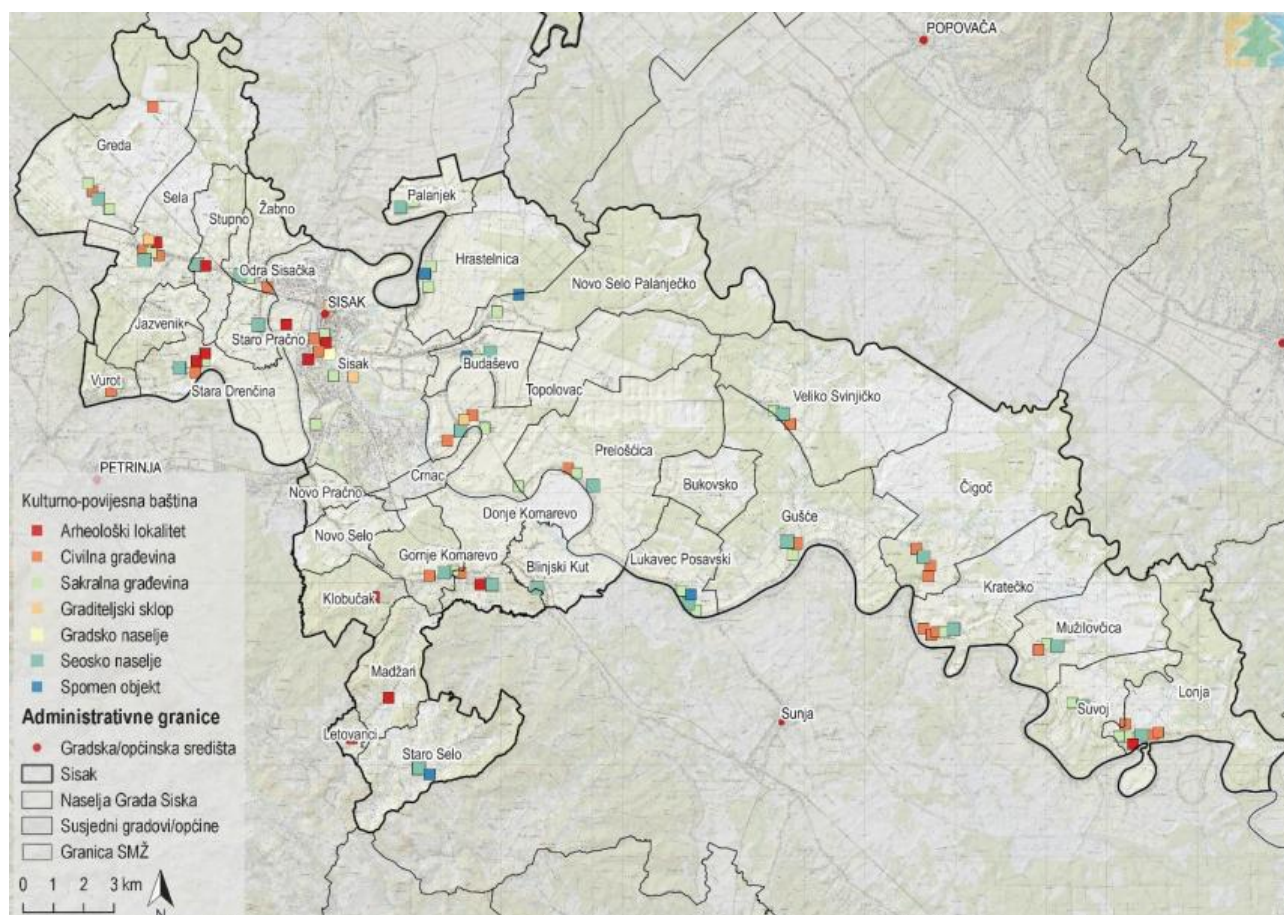 POPOVAČA
Greda
Sela
Stupno
Žabno
Palanjek
Hrastelnica
Odra Sisačka
Novo Selo Palanječko
SISAK
Jazvenik
Staro Pračno
Sisak
Budaševo
Vurot
Stara Drenčina
Topolovac
Veliko Svinjičko
PETRINJA
Crnac
Prelošćica
Bukovsko
Čigoč
Novo Pračno
Donje Komarevo
Gušće
Novo Selo
Gornje Komarevo
Blinjski Kut
Lukavec Posavski
Klobučak
Kratečko
Mužilovčica
Madžari
Suvoj
Lonja
Letovanci
Sunja
Staro Selo
Kulturno-povijesna baština
Arheološki lokalitet
Civilna građevina
Sakralna građevina
Graditeljski sklop
Gradsko naselje
Seosko naselje
Spomen objekt
Administrativne granice
Gradska/općinska središta
Sisak
Naselja Grada Siska
Susjedni gradovi/općine
Granica SMŽ
0 1 2 3 km
N